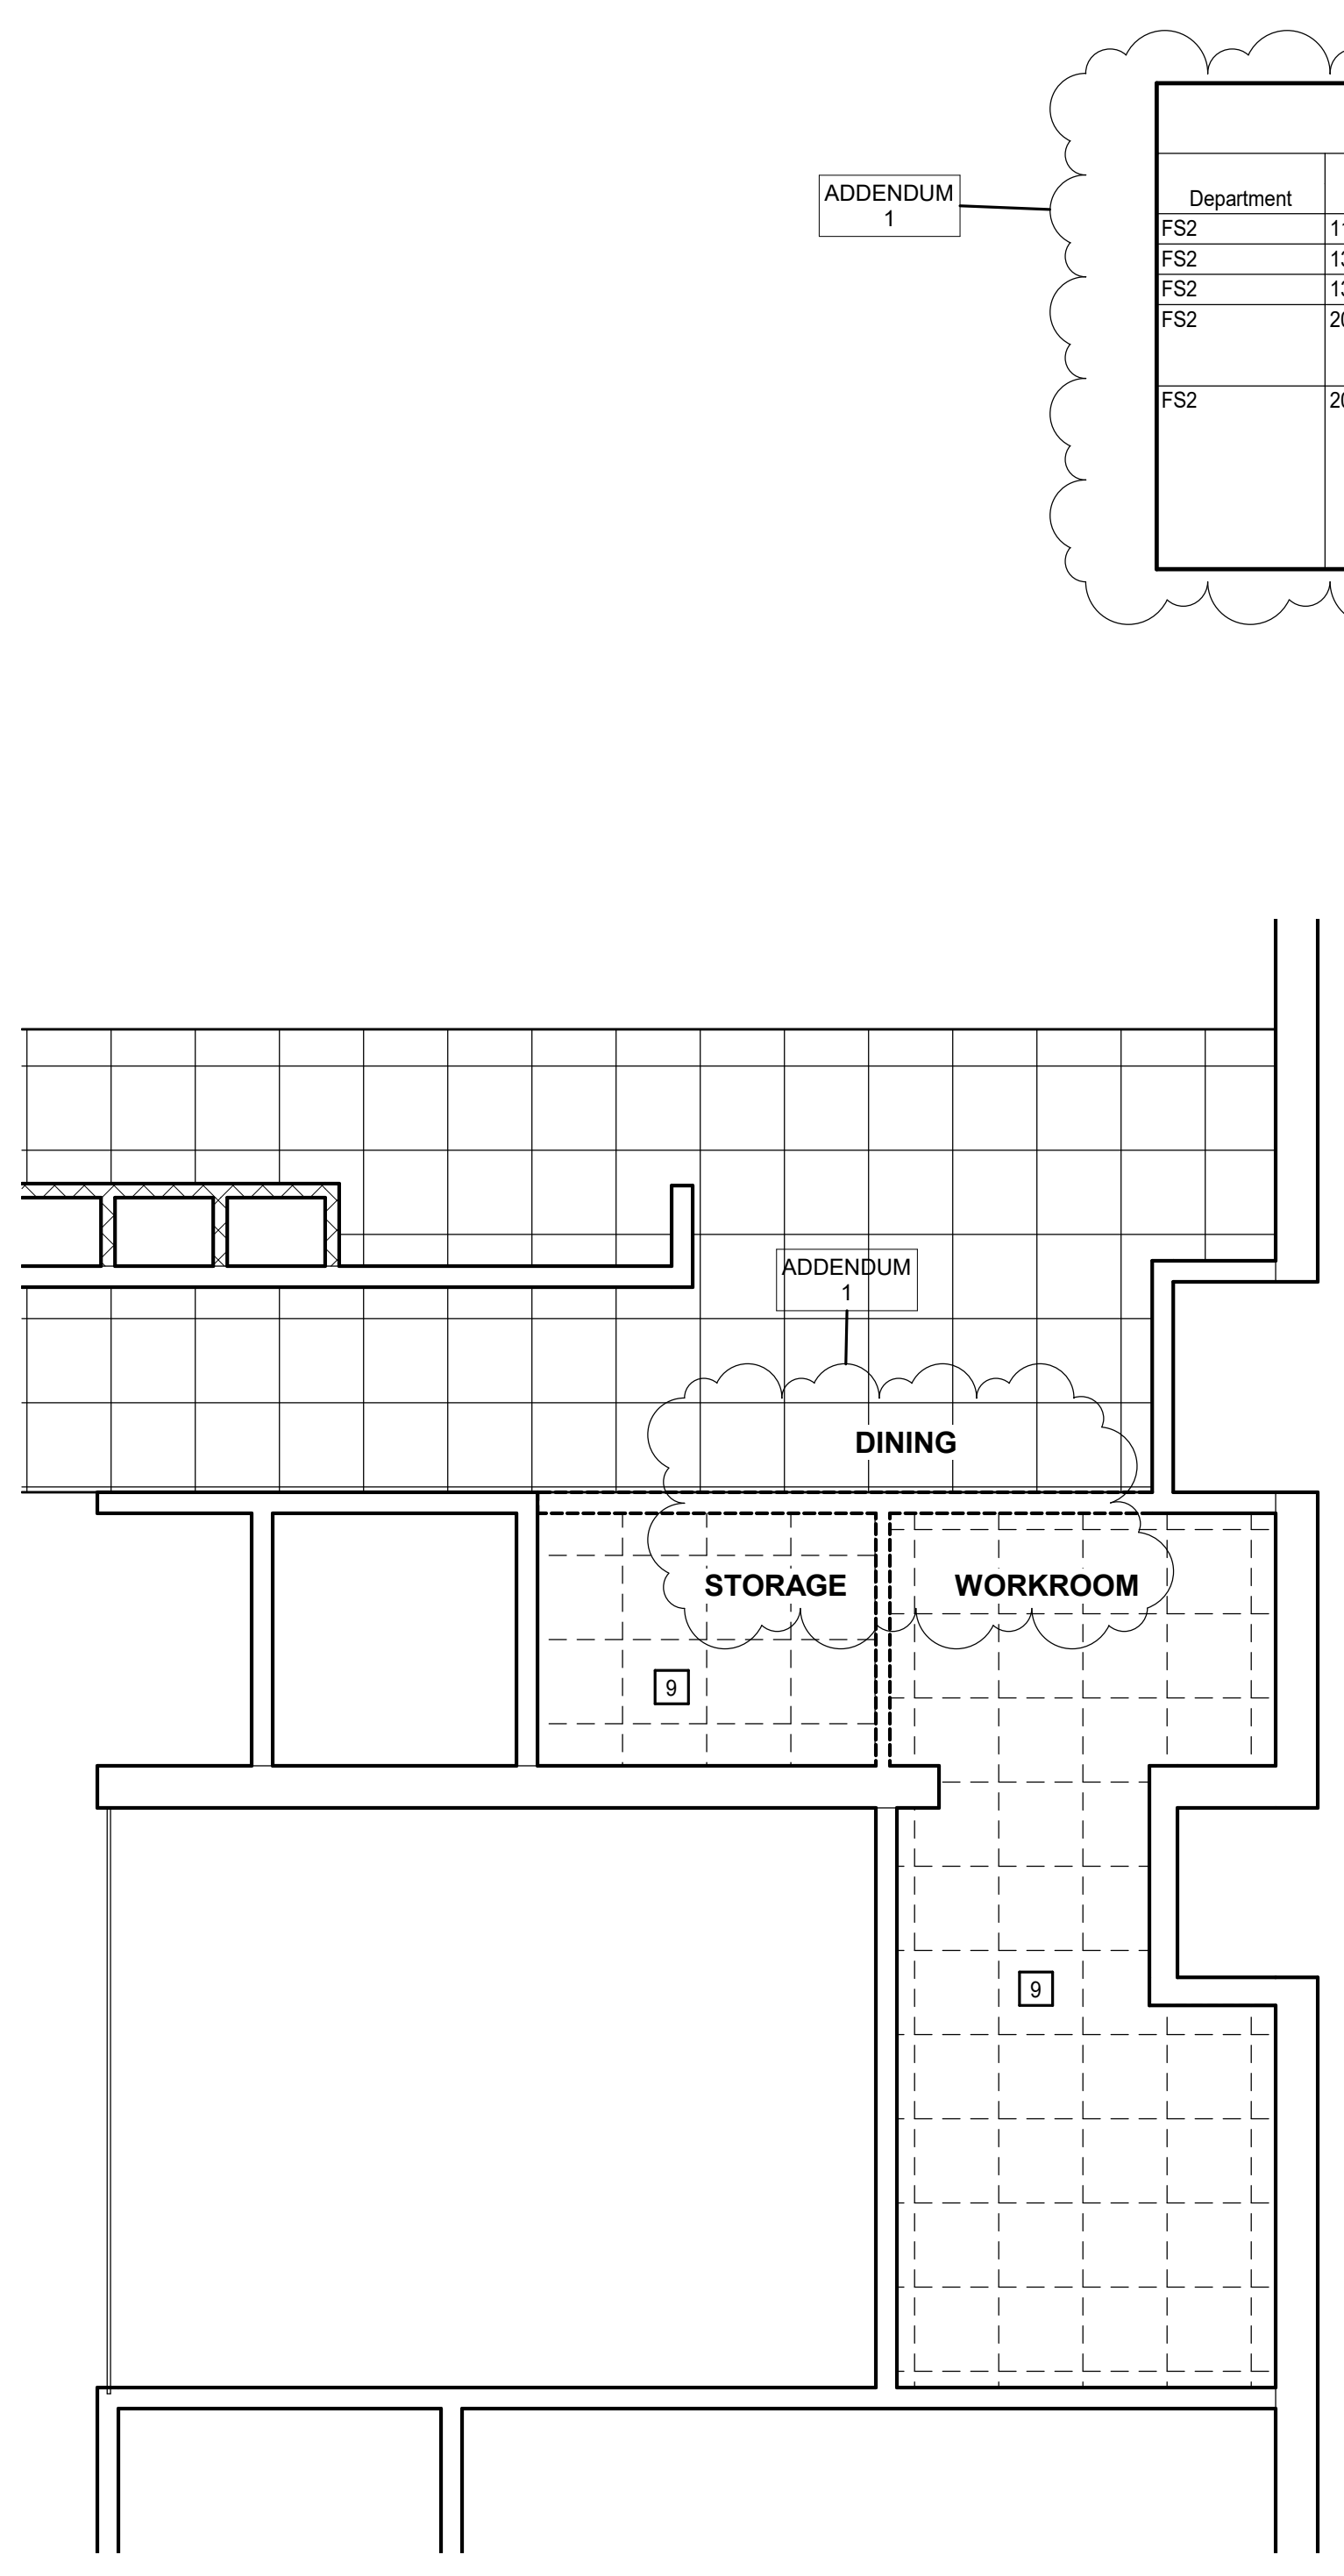 ADDENDUM
1
Department
FS2
FS2
FS2
FS2
FS2
ADDENDUM
1
DINING
STORAGE
WORKROOM
9
9